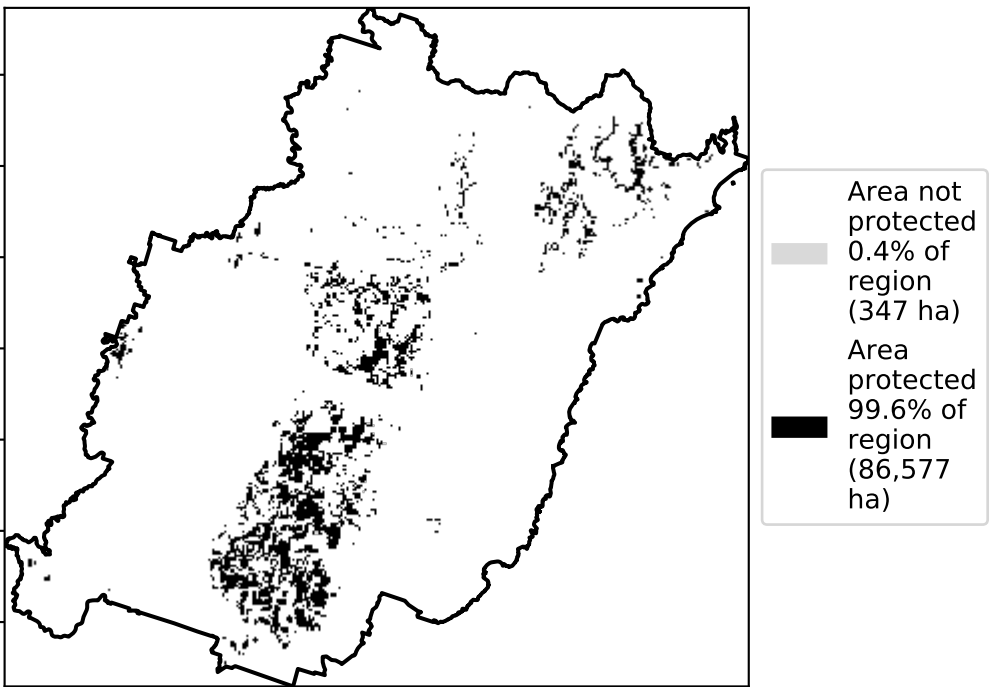 Area not
protected
0.4% of
region
(347 ha)
Area
protected
99.6% of
region
(86,577
ha)